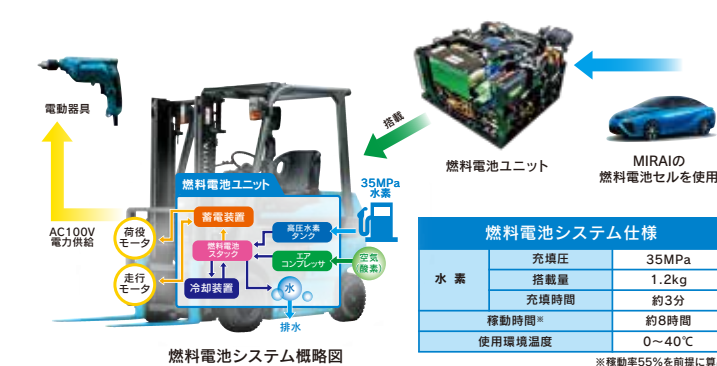 電動器具
AC100V
電力供給
荷役
モータ
走行
モータ
燃料電池ユニット
蓄電装置
燃料電池
スタック
冷却装置
高圧水素
タンク
エア
コンプレッサ
水
排水
35MPa
水素
空気
(酸素)
燃料電池システム概略図
搭載
燃料電池ユニット
MIRAIの
燃料電池セルを使用
燃料電池システム仕様
水 素
充填圧 35MPa
搭載量 1.2kg
充填時間 約3分
稼動時間※ 約8時間
使用環境温度 0〜40℃
※稼動率55%を前提に算